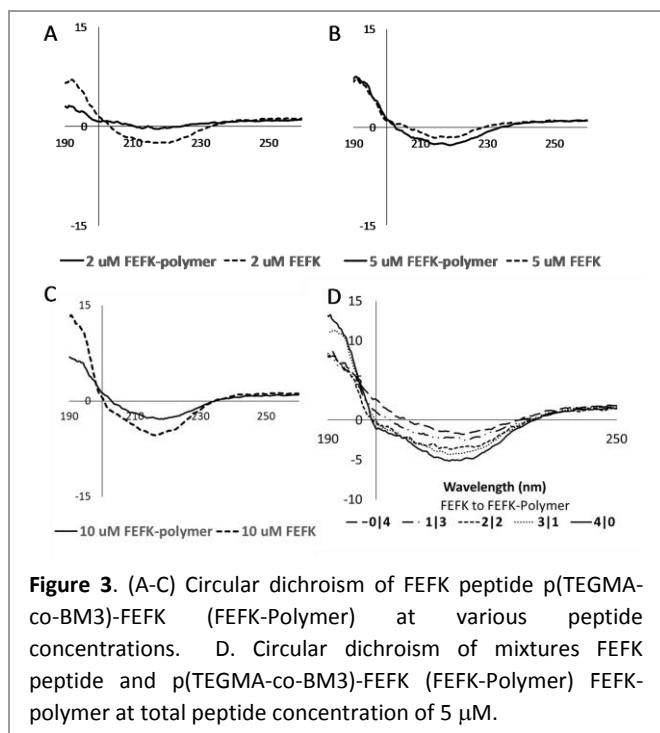 A
15
0
190
210
230
250
-15
2 uM FEFK-polymer
2 uM FEFK
B
15
0
190
210
230
250
-15
5 uM FEFK-polymer
5 uM FEFK
C
15
0
190
210
230
250
-15
10 uM FEFK-polymer
10 uM FEFK
D
15
10
5
0
190
250
-5
-10
Wavelength (nm)
FEFK to FEFK-Polymer
0|4 1|3 2|2 3|1 4|0
Figure 3. (A-C) Circular dichroism of FEFK peptide p(TEGMA-
co-BM3)-FEFK (FEFK-Polymer) at various peptide
concentrations. D. Circular dichroism of mixtures FEFK
peptide and p(TEGMA-co-BM3)-FEFK (FEFK-Polymer) FEFK-
polymer at total peptide concentration of 5 μM.